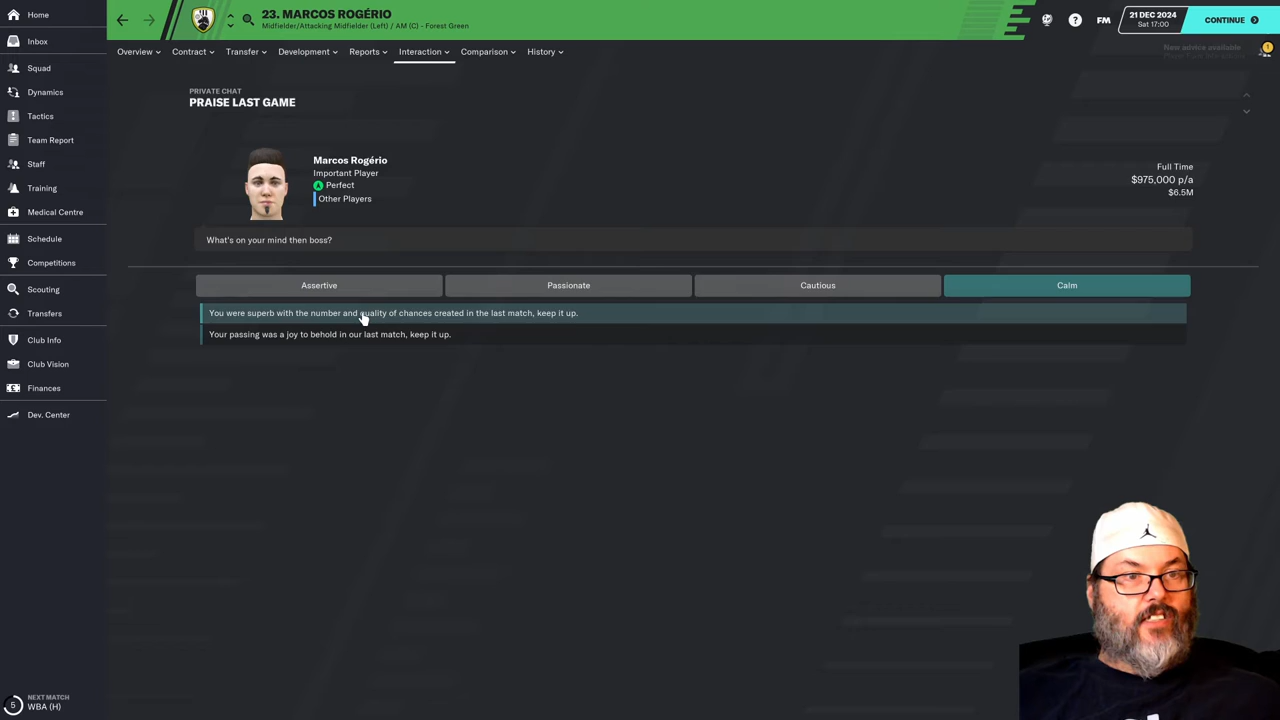 Home
Inbox
Squad
Dynamics
Tactics
Team Report
Staff
Training
Medical Centre
Schedule
Competitions
Scouting
Transfers
Club Info
Club Vision
Finances
Dev. Center
5
NEXT MATCH
WBA (H)
23. MARCOS ROGÉRIO
Midfielder/Attacking Midfielder (Left) / AM (C) - Forest Green
? FM
21 DEC 2024
Sat 17:00
CONTINUE
Overview Contract Transfer Development Reports Interaction Comparison History
New advice available
1
PRIVATE CHAT
PRAISE LAST GAME
Marcos Rogério
Important Player
Perfect
Other Players
Full Time
$975,000 p/a
$6.5M
What's on your mind then boss?
Assertive Passionate Cautious Calm
You were superb with the number and quality of chances created in the last match, keep it up.
Your passing was a joy to behold in our last match, keep it up.